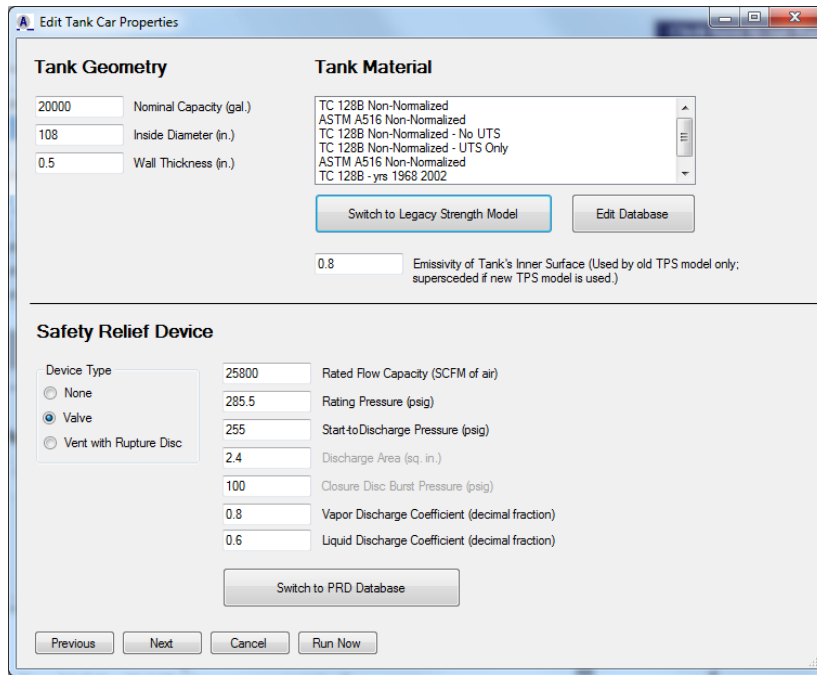 Edit Tank Car Properties
Tank Geometry
20000 Nominal Capacity (gal.)
108 Inside Diameter (in.)
0.5 Wall Thickness (in.)
Tank Material
TC 128B Non-Normalized
ASTM A516 Non-Normalized
TC 128B Non-Normalized - No UTS
TC 128B Non-Normalized - UTS Only
ASTM A516 Non-Normalized
TC 128B - yrs 1968 2002
Switch to Legacy Strength Model
Edit Database
0.8 Emissivity of Tank's Inner Surface (Used by old TPS model only;
supersceded if new TPS model is used.)
Safety Relief Device
Device Type
None
Valve
Vent with Rupture Disc
25800 Rated Flow Capacity (SCFM of air)
285.5 Rating Pressure (psig)
255 Start-toDischarge Pressure (psig)
2.4 Discharge Area (sq. in.)
100 Closure Disc Burst Pressure (psig)
0.8 Vapor Discharge Coefficient (decimal fraction)
0.6 Liquid Discharge Coefficient (decimal fraction)
Switch to PRD Database
Previous
Next
Cancel
Run Now